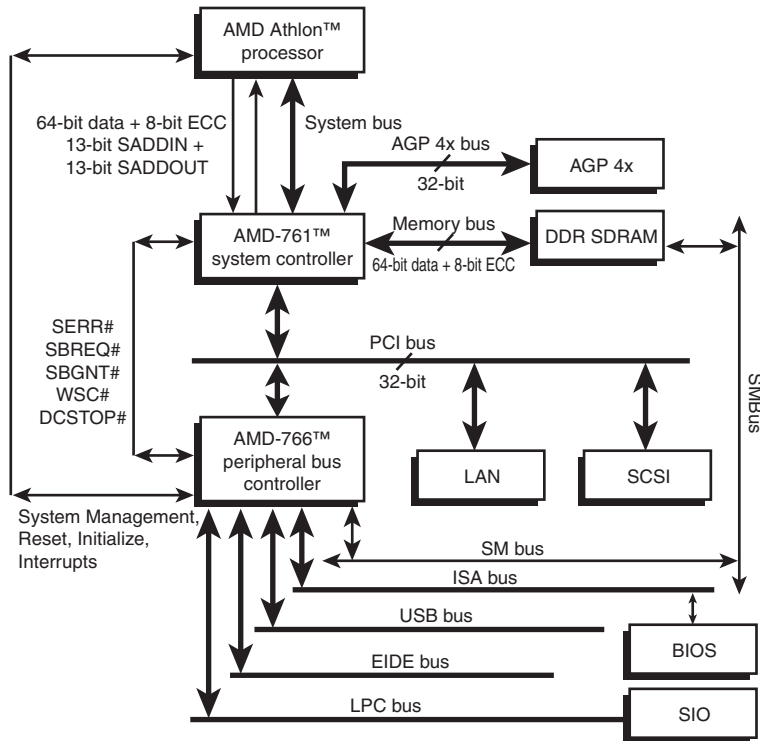 AMD Athlon™
processor
64-bit data + 8-bit ECC
13-bit SADDIN +
13-bit SADDOUT
System bus
AGP 4x bus
32-bit
AGP 4x
AMD-761™
system controller
Memory bus
64-bit data + 8-bit ECC
DDR SDRAM
SERR#
SBREQ#
SBGNT#
WSC#
DCSTOP#
PCI bus
32-bit
SMBus
AMD-766™
peripheral bus
controller
LAN
SCSI
System Management,
Reset, Initialize,
Interrupts
SM bus
ISA bus
USB bus
BIOS
EIDE bus
LPC bus
SIO